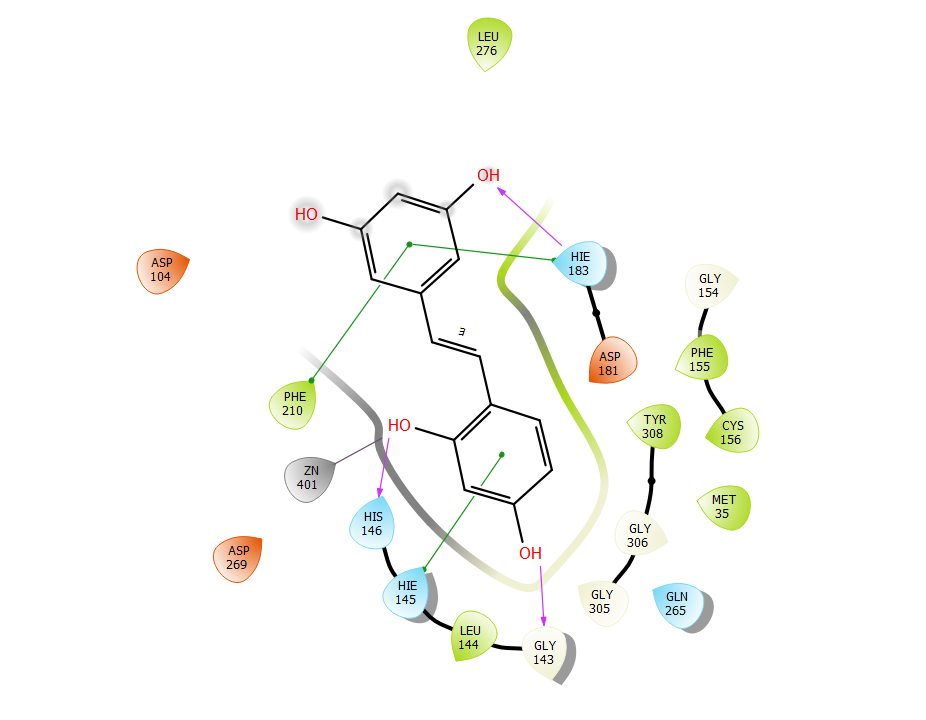 LEU
276
OH
HO
HIE
183
ASP
104
GLY
154
E
ASP
181
PHE
155
PHE
210
HO
TYR
308
CYS
156
ZN
401
MET
35
HIS
146
GLY
306
OH
ASP
269
HIE
145
GLY
305
GLN
265
LEU
144
GLY
143